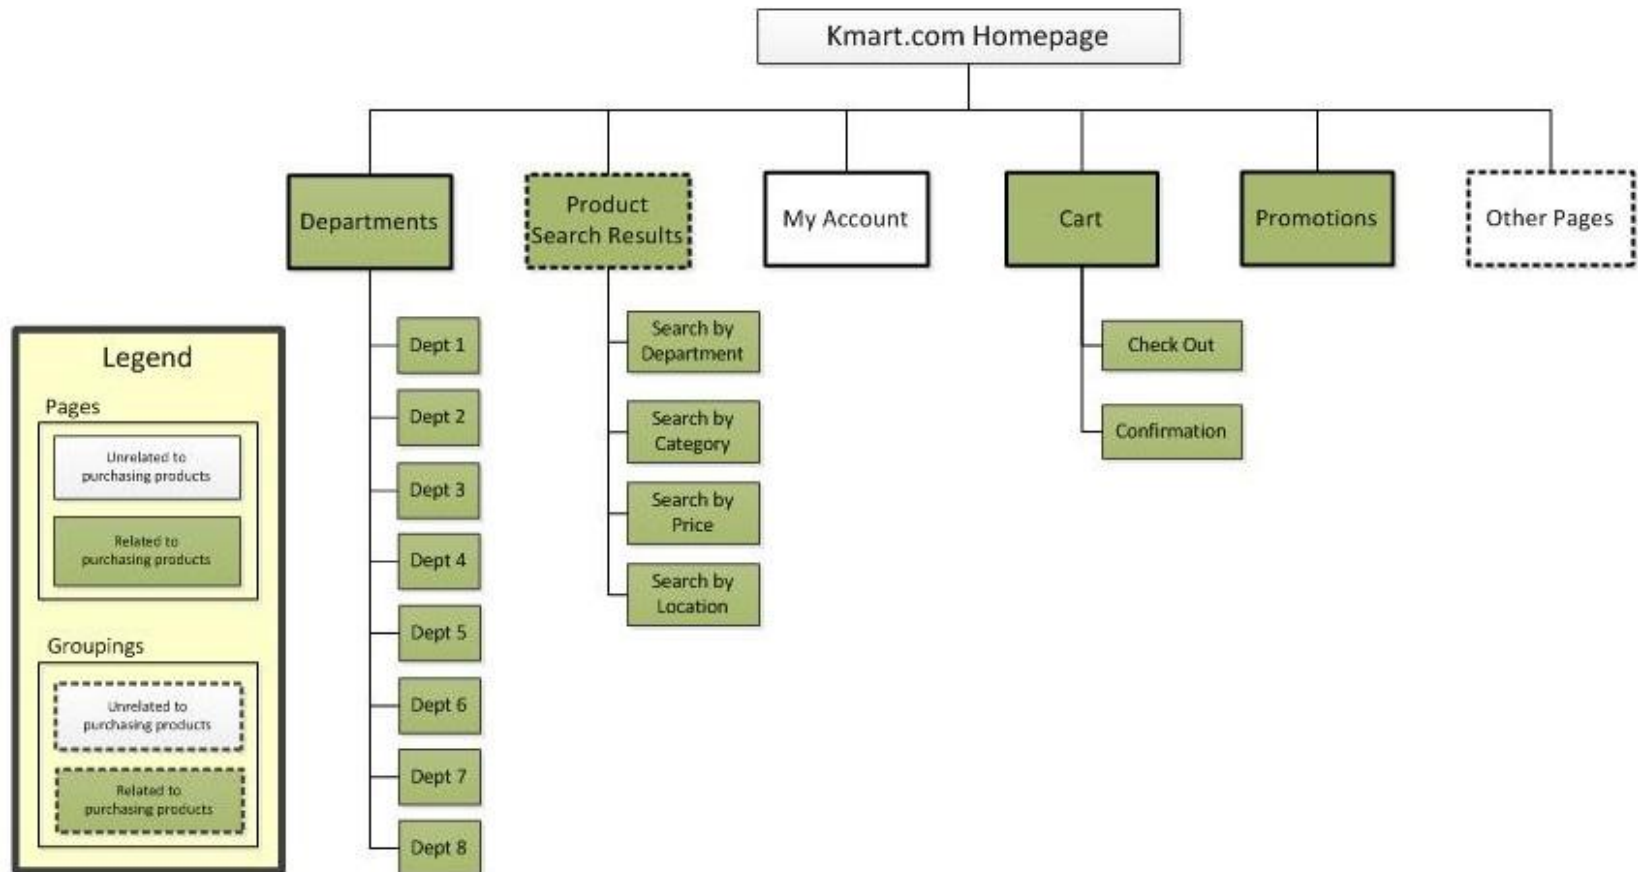 Kmart.com Homepage
Departments
Product
Search Results
My Account
Cart
Promotions
Other Pages
Dept 1
Dept 2
Dept 3
Dept 4
Dept 5
Dept 6
Dept 7
Dept 8
Search by
Department
Search by
Category
Search by
Price
Search by
Location
Check Out
Confirmation
Legend
Pages
Unrelated to
purchasing products
Related to
purchasing products
Groupings
Unrelated to
purchasing products
Related to
purchasing products